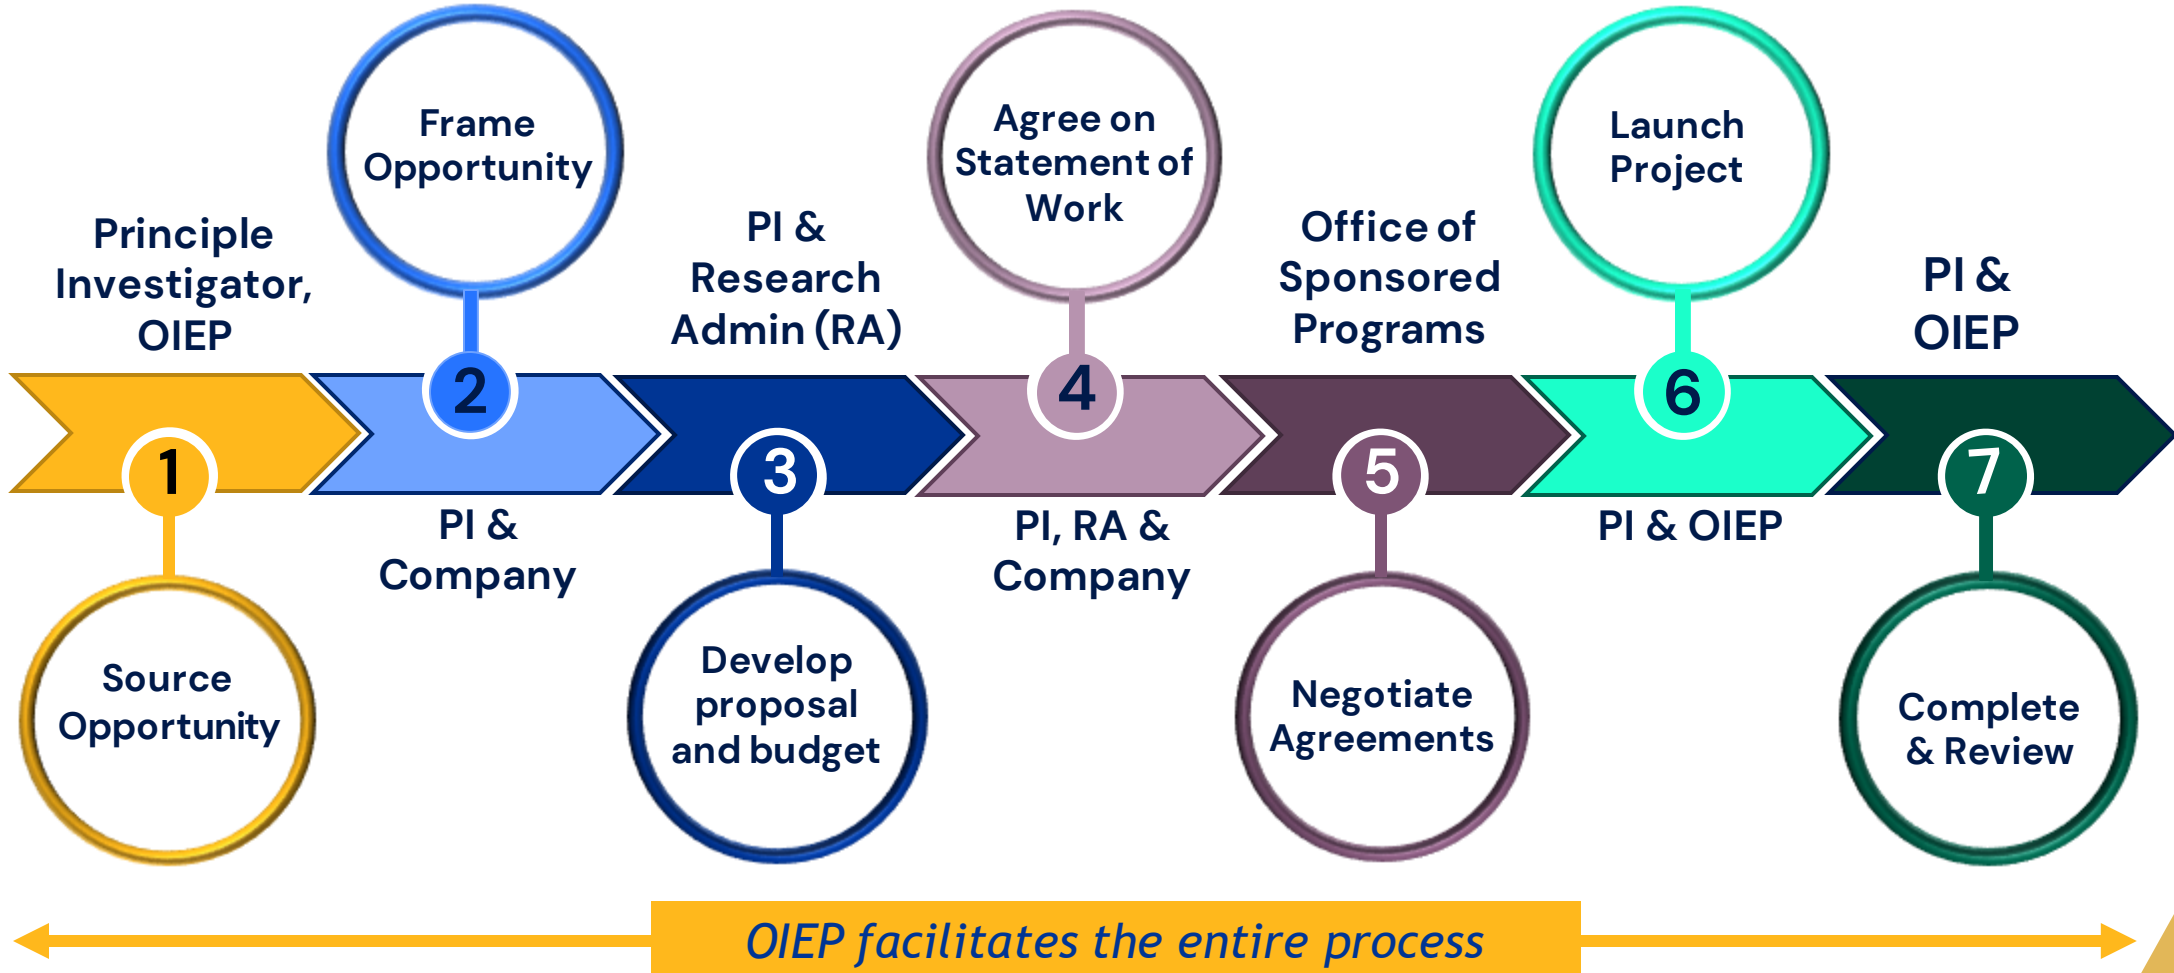 Principle
Investigator,
OIEP
1
Source
Opportunity
Frame
Opportunity
2
PI &
Company
PI &
Research
Admin (RA)
3
Develop
proposal
and budget
Agree on
Statement of
Work
4
PI, RA &
Company
Office of
Sponsored
Programs
5
Negotiate
Agreements
Launch
Project
6
PI & OIEP
PI &
OIEP
7
Complete
& Review
OIEP facilitates the entire process